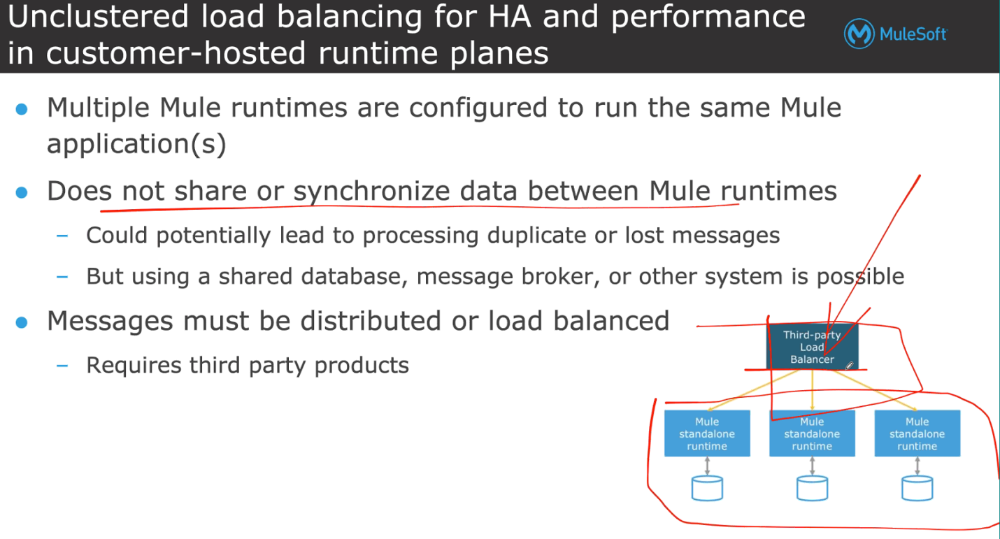 Unclustered load balancing for HA and performance
in customer-hosted runtime planes
MuleSoft
● Multiple Mule runtimes are configured to run the same Mule
application(s)
● Does not share or synchronize data between Mule runtimes
– Could potentially lead to processing duplicate or lost messages
– But using a shared database, message broker, or other system is possible
● Messages must be distributed or load balanced
– Requires third party products
Third-party
Load
Balancer
Mule
standalone
runtime
Mule
standalone
runtime
Mule
standalone
runtime